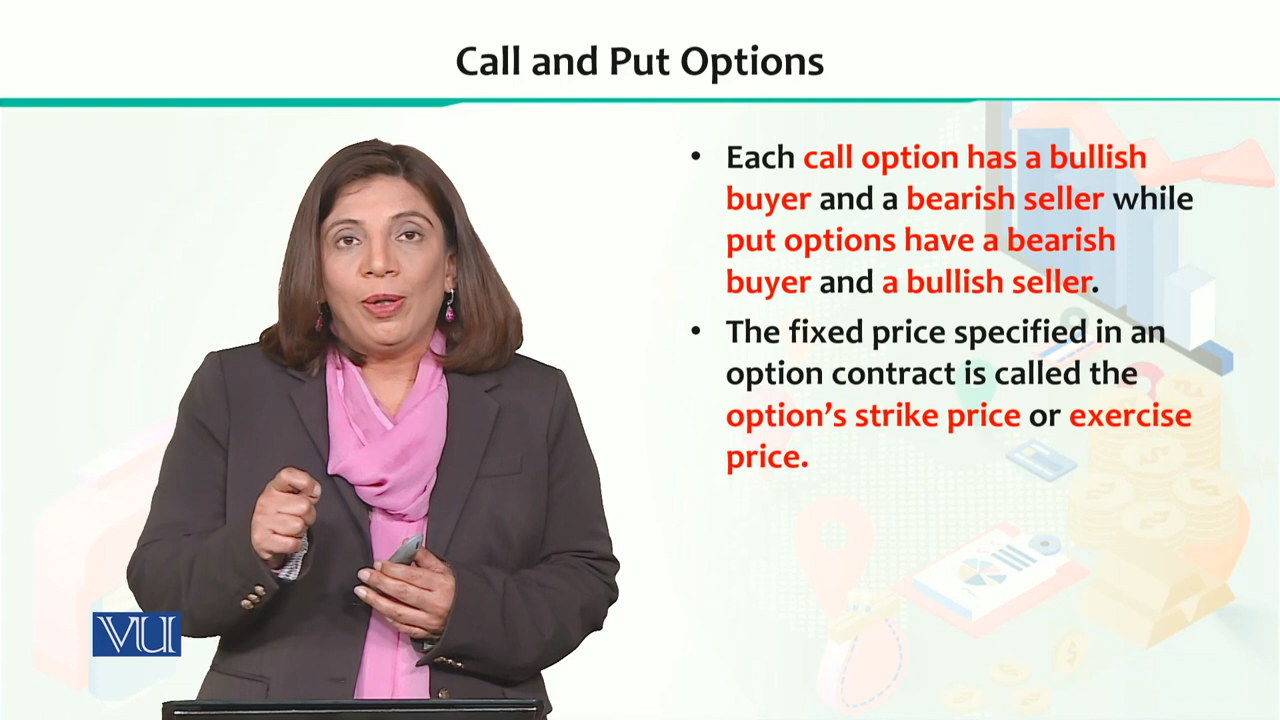 Call and Put Options
• Each call option has a bullish
buyer and a bearish seller while
put options have a bearish
buyer and a bullish seller.
• The fixed price specified in an
option contract is called the
option’s strike price or exercise
price.
VU